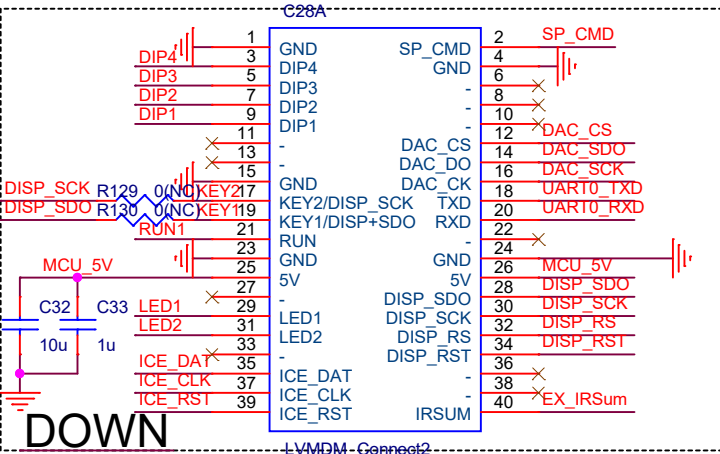 C28A
1 GND SP_CMD 2 SP_CMD
DIP4 3 DIP4 GND 4
DIP3 5 DIP3 - 6
DIP2 7 DIP2 - 8
DIP1 9 DIP1 - 10
11 - DAC_CS 12 DAC_CS
13 - DAC_DO 14 DAC_SDO
15 GND DAC_CK 16 DAC_SCK
DISP_SCK R129 0(NC) KEY2 17 KEY2/DISP_SCK TXD 18 UART0_TXD
DISP_SDO R130 0(NC) KEY1 19 KEY1/DISP+SDO RXD 20 UART0_RXD
RUN1 21 RUN - 22
23 GND GND 24
MCU_5V 25 5V 5V 26 MCU_5V
27 - DISP_SDO 28 DISP_SDO
C32 C33 LED1 29 LED1 DISP_SCK 30 DISP_SCK
LED2 31 LED2 DISP_RS 32 DISP_RS
10u 1u 33 - DISP_RST 34 DISP_RST
ICE_DAT 35 ICE_DAT - 36
ICE_CLK 37 ICE_CLK - 38
ICE_RST 39 ICE_RST IRSUM 40 EX_IRSum
DOWN
LVMDM_Connect2